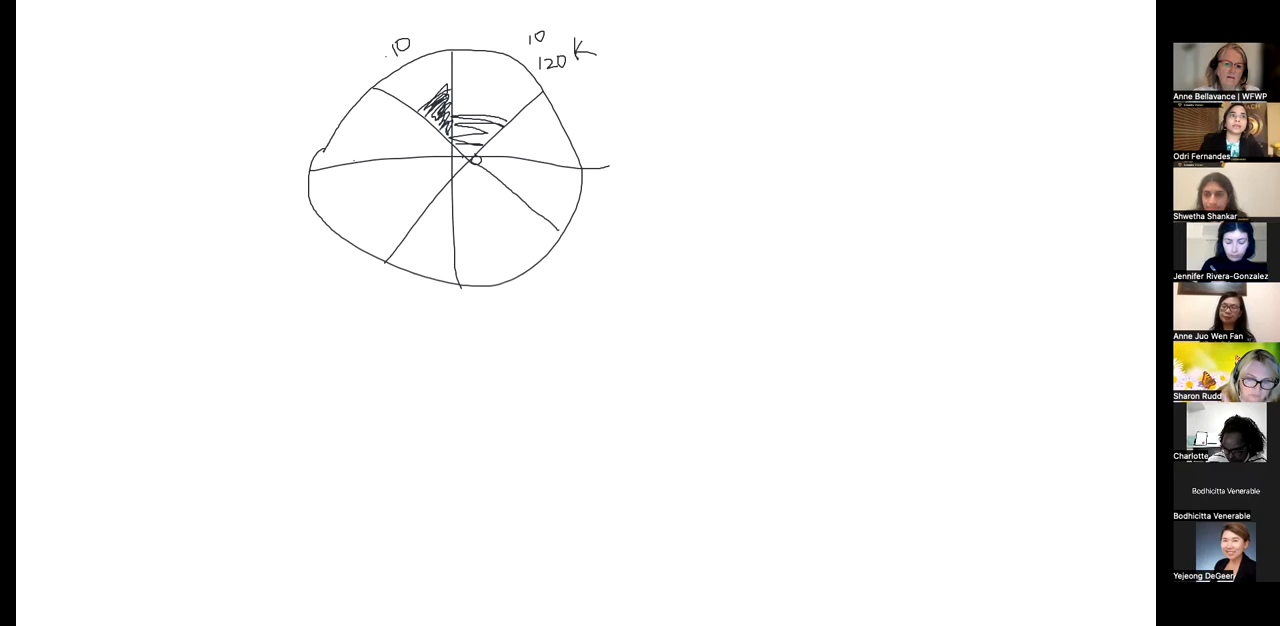 10
10
120 K
Anne Bellavance | WFWP
Odri Fernandes
Shwetha Shankar
Jennifer Rivera-Gonzalez
Anne Juo Wen Fan
Sharon Rudd
Charlotte
Bodhicitta Venerable
Bodhicitta Venerable
Yejeong DeGeer